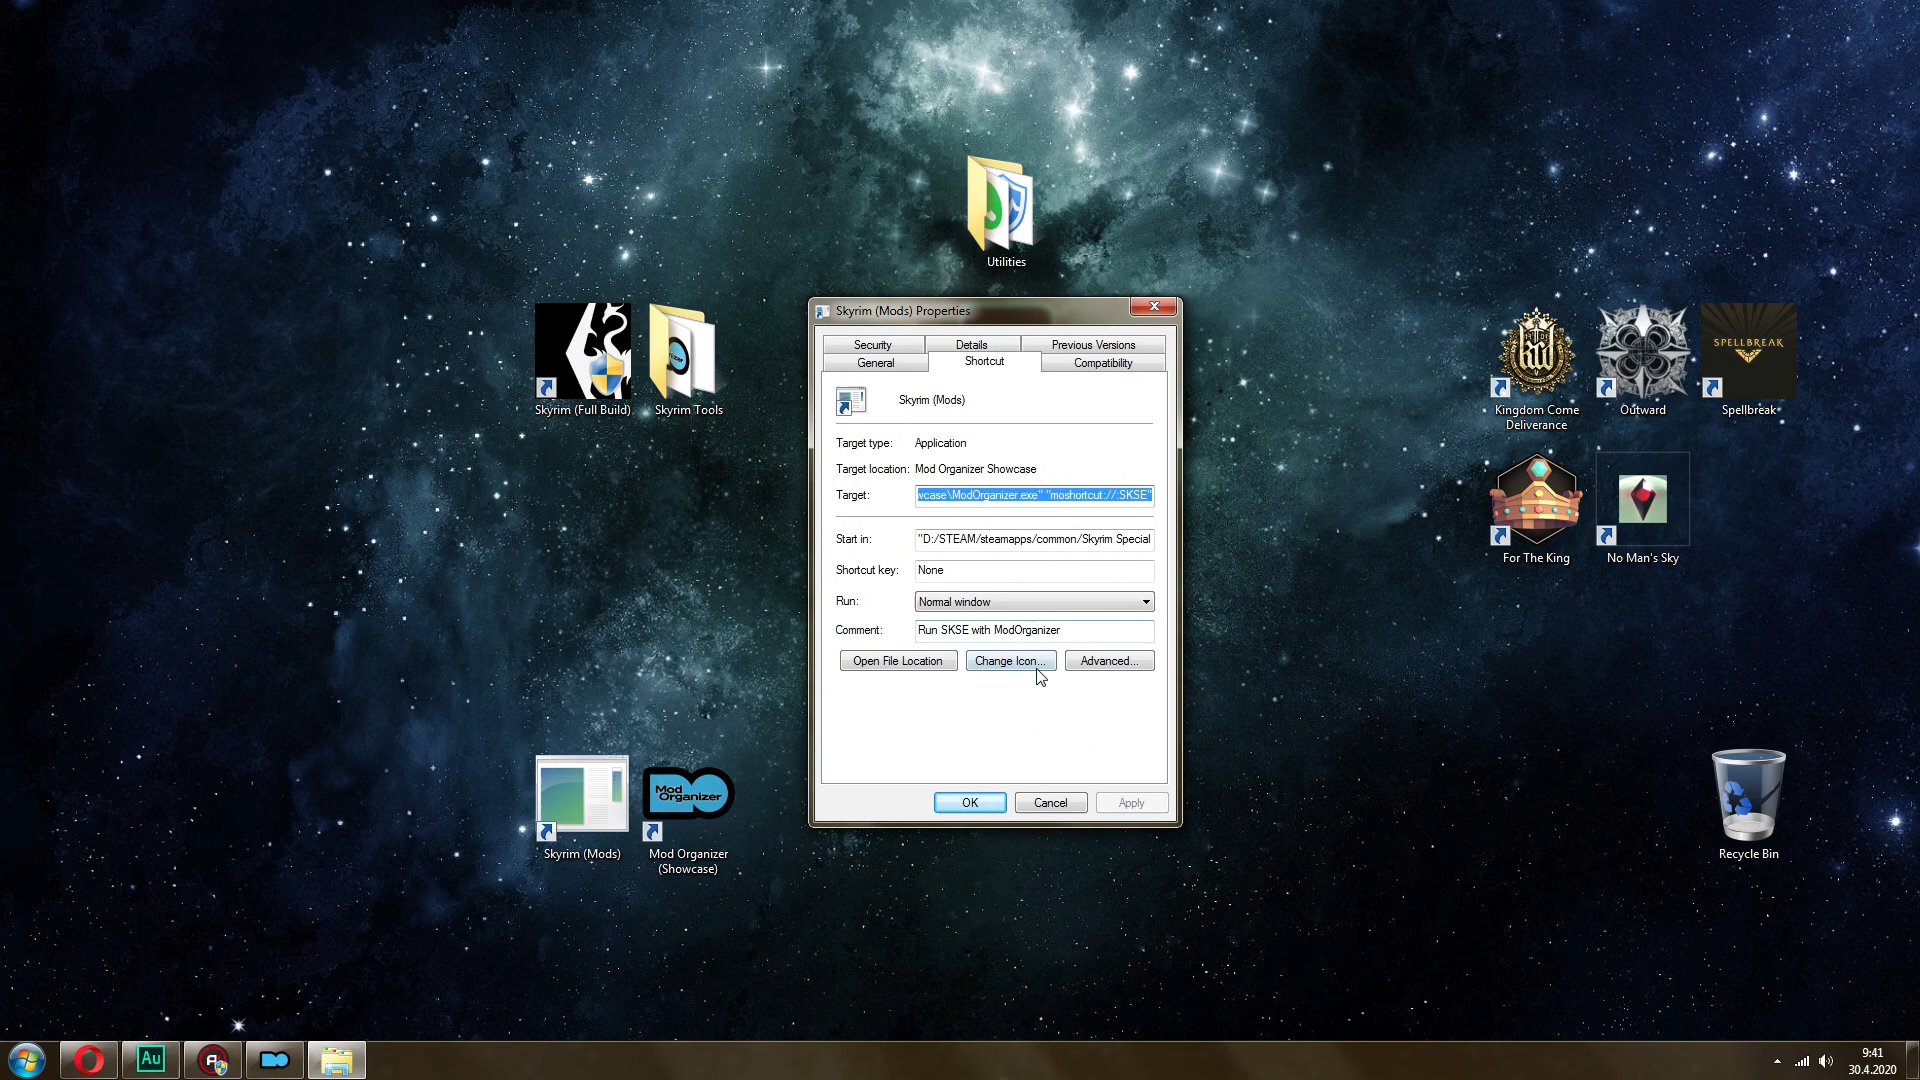 Utilities
Skyrim (Full Build)
Skyrim Tools
Skyrim (Mods) Properties
Security
Details
Previous Versions
General
Shortcut
Compatibility
Skyrim (Mods)
Target type:
Application
Target location:
Mod Organizer Showcase
Target:
wcase\ModOrganizer.exe" "moshortcut://:SKSE"
Start in:
"D:/STEAM/steamapps/common/Skyrim Special
Shortcut key:
None
Run:
Normal window
Comment:
Run SKSE with ModOrganizer
Open File Location
Change Icon...
Advanced...
OK
Cancel
Apply
SPELLBREAK
Kingdom Come
Deliverance
Outward
Spellbreak
For The King
No Man's Sky
Skyrim (Mods)
Mod
Organizer
Mod Organizer
(Showcase)
Recycle Bin
Au
9:41
30.4.2020